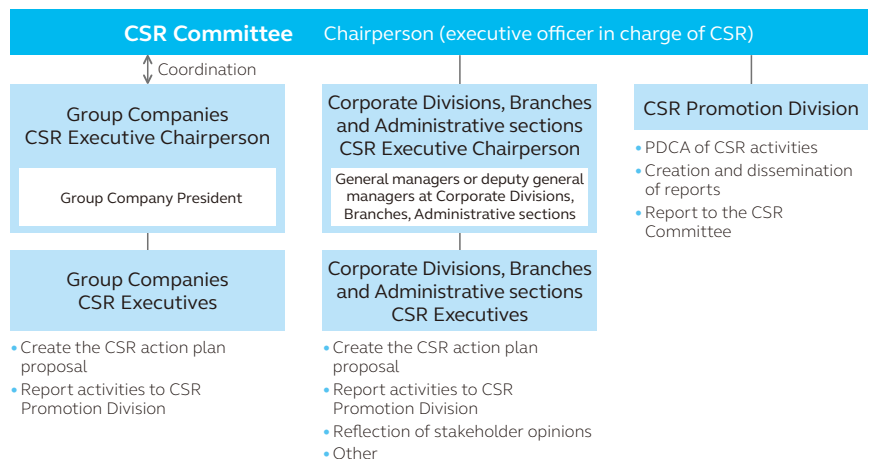 CSR Committee Chairperson (executive officer in charge of CSR)
Coordination
Group Companies
CSR Executive Chairperson
Group Company President
Group Companies
CSR Executives
• Create the CSR action plan
proposal
• Report activities to CSR
Promotion Division
Corporate Divisions, Branches
and Administrative sections
CSR Executive Chairperson
General managers or deputy general
managers at Corporate Divisions,
Branches, Administrative sections
Corporate Divisions, Branches
and Administrative sections
CSR Executives
• Create the CSR action plan
proposal
• Report activities to CSR
Promotion Division
• Reflection of stakeholder opinions
• Other
CSR Promotion Division
• PDCA of CSR activities
• Creation and dissemination
of reports
• Report to the CSR
Committee